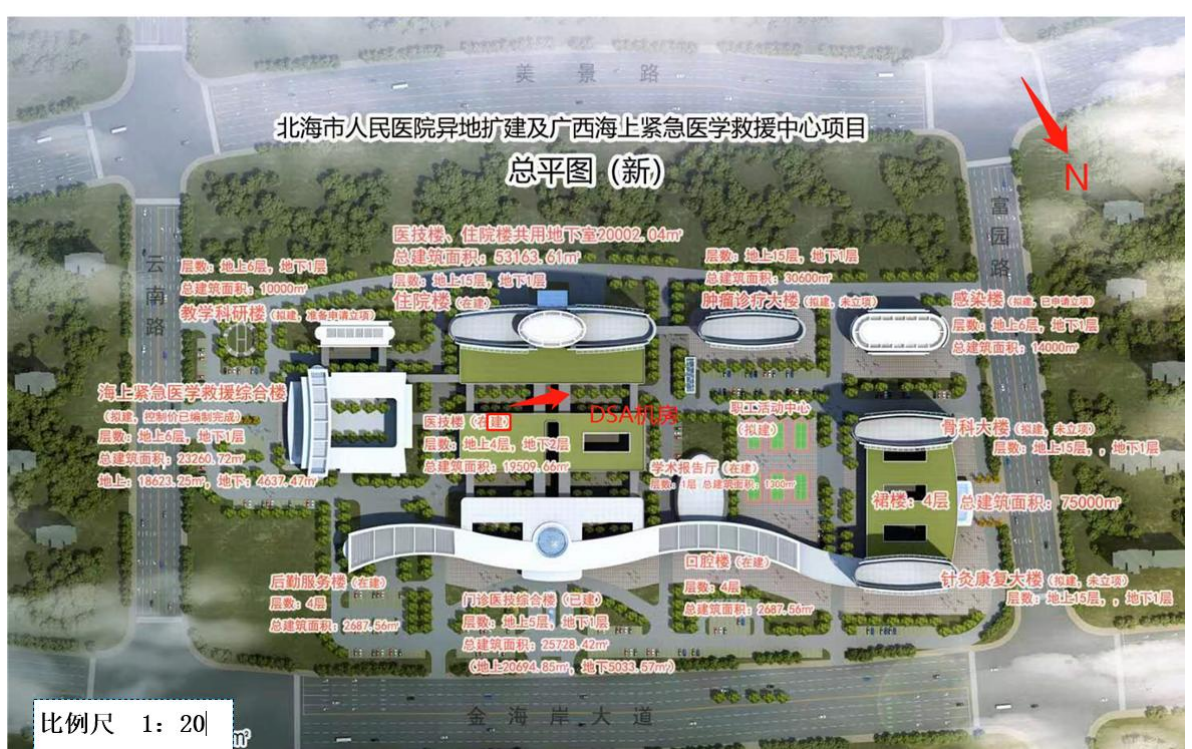 美景路
北海市人民医院异地扩建及广西海上紧急医学救援中心项目
总平图（新）
N
富园路
云南路
医技楼、住院楼共用地下室20002.04㎡
总建筑面积：53163.61㎡
层数：地上15层，地下1层
住院楼（在建）
层数：地上6层，地下1层
总建筑面积：10000㎡
教学科研楼（拟建，准备申请立项）
层数：地上15层，地下1层
总建筑面积：30600㎡
肿瘤诊疗大楼（拟建，未立项）
感染楼（拟建，已申请立项）
层数：地上6层，地下1层
总建筑面积：14000㎡
海上紧急医学救援综合楼
（拟建，控制价已编制完成）
层数：地上6层，地下1层
总建筑面积：23260.72㎡
地上：18623.25㎡，地下：4637.47㎡
医技楼（在建）
层数：地上4层，地下2层
总建筑面积：19509.66㎡
DSA机房
职工活动中心
（拟建）
学术报告厅（在建）
层数：1层 总建筑面积：1300㎡
骨科大楼（拟建，未立项）
层数：地上15层，，地下1层
裙楼：4层 总建筑面积：75000㎡
后勤服务楼（在建）
层数：4层
总建筑面积：2687.56㎡
门诊医技综合楼（已建）
层数：地上5层，地下1层
总建筑面积：25728.42㎡
（地上20694.85㎡，地下5033.57㎡）
口腔楼（在建）
层数：4层
总建筑面积：2687.56㎡
针灸康复大楼（拟建，未立项）
层数：地上15层，，地下1层
金海岸大道
比例尺 1：20
㎡